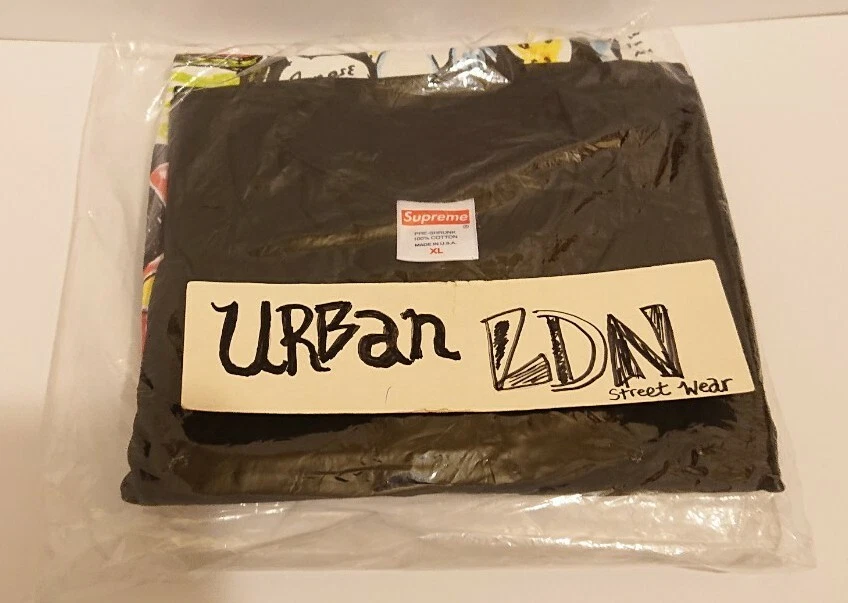 Supreme
®
PRE-SHRUNK
100% COTTON
MADE IN U.S.A.
XL
URBan LDN
Street Wear